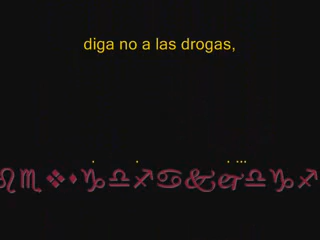 diga no a las drogas,
. . . ...
♌♏❖⬧♑♎♐♋&♎♑♐